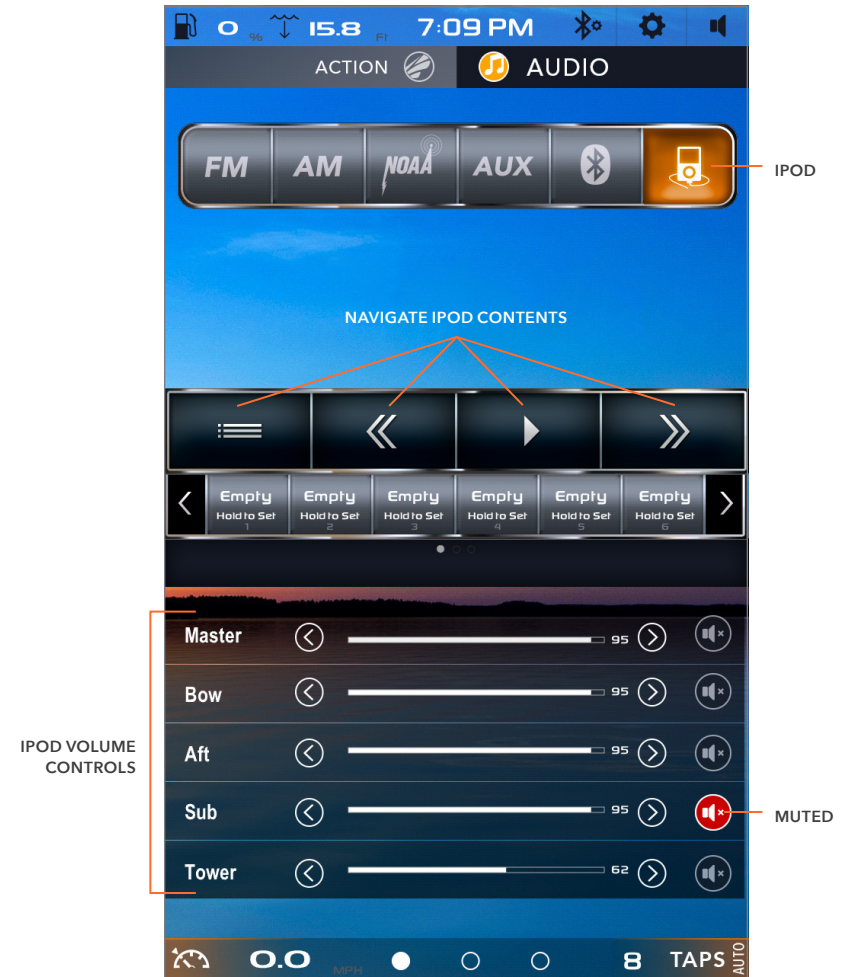 0 % 15.8 Ft 7:09 PM
ACTION AUDIO
FM AM NOAA AUX
IPOD
NAVIGATE IPOD CONTENTS
Empty Empty Empty Empty Empty Empty
Hold to Set Hold to Set Hold to Set Hold to Set Hold to Set Hold to Set
1 2 3 4 5 6
Master 95
Bow 95
IPOD VOLUME
CONTROLS
Aft 95
Sub 95
MUTED
Tower 62
0.0 MPH 8 TAPS AUTO